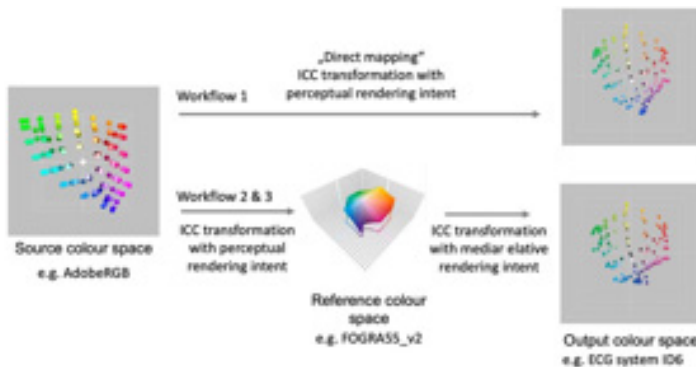 „Direct mapping"
ICC transformation with
perceptual rendering intent
Workflow 1
Workflow 2 & 3
ICC transformation
with perceptual
rendering intent
ICC transformation
with mediar elative
rendering intent
Source colour space
e.g. AdobeRGB
Reference colour
space
e.g. FOGRA55_v2
Output colour space
e.g. ECG system ID6